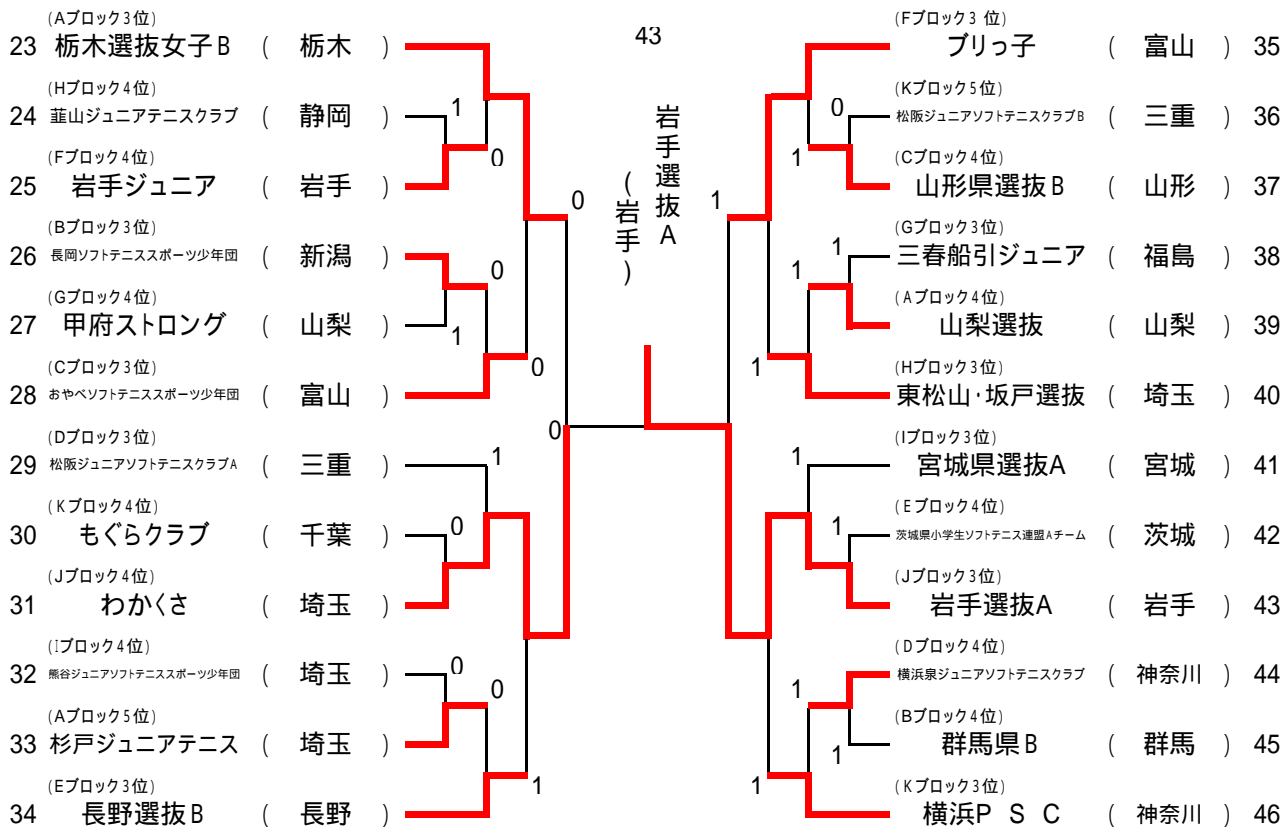 (Aブロック3位)
23 栃木選抜女子B ( 栃木 )
(Hブロック4位)
24 韮山ジュニアテニスクラブ ( 静岡 )
1
(Fブロック4位)
25 岩手ジュニア ( 岩手 )
0
(Bブロック3位)
26 長岡ソフトテニススポーツ少年団 ( 新潟 )
0
0
(Gブロック4位)
27 甲府ストロング ( 山梨 )
1
(Cブロック3位)
28 おやべソフトテニススポーツ少年団 ( 富山 )
0
(Dブロック3位)
29 松阪ジュニアソフトテニスクラブA ( 三重 )
1
0
(Kブロック4位)
30 もぐらクラブ ( 千葉 )
0
(Jブロック4位)
31 わかくさ ( 埼玉 )
(Iブロック4位)
32 熊谷ジュニアソフトテニススポーツ少年団 ( 埼玉 )
0
0
(Aブロック5位)
33 杉戸ジュニアテニス ( 埼玉 )
(Eブロック3位)
34 長野選抜B ( 長野 )
1
43
岩手選抜A
(岩手)
(Fブロック3位)
ブリっ子 ( 富山 ) 35
(Kブロック5位)
0
松阪ジュニアソフトテニスクラブB ( 三重 ) 36
(Cブロック4位)
1
山形県選抜B ( 山形 ) 37
1
(Gブロック3位)
1
三春船引ジュニア ( 福島 ) 38
1
(Aブロック4位)
山梨選抜 ( 山梨 ) 39
(Hブロック3位)
1
東松山・坂戸選抜 ( 埼玉 ) 40
(Iブロック3位)
1
宮城県選抜A ( 宮城 ) 41
(Eブロック4位)
1
茨城県小学生ソフトテニス連盟Aチーム ( 茨城 ) 42
(Jブロック3位)
岩手選抜A ( 岩手 ) 43
(Dブロック4位)
1
横浜泉ジュニアソフトテニスクラブ ( 神奈川 ) 44
(Bブロック4位)
1
群馬県B ( 群馬 ) 45
(Kブロック3位)
1
横浜P S C ( 神奈川 ) 46